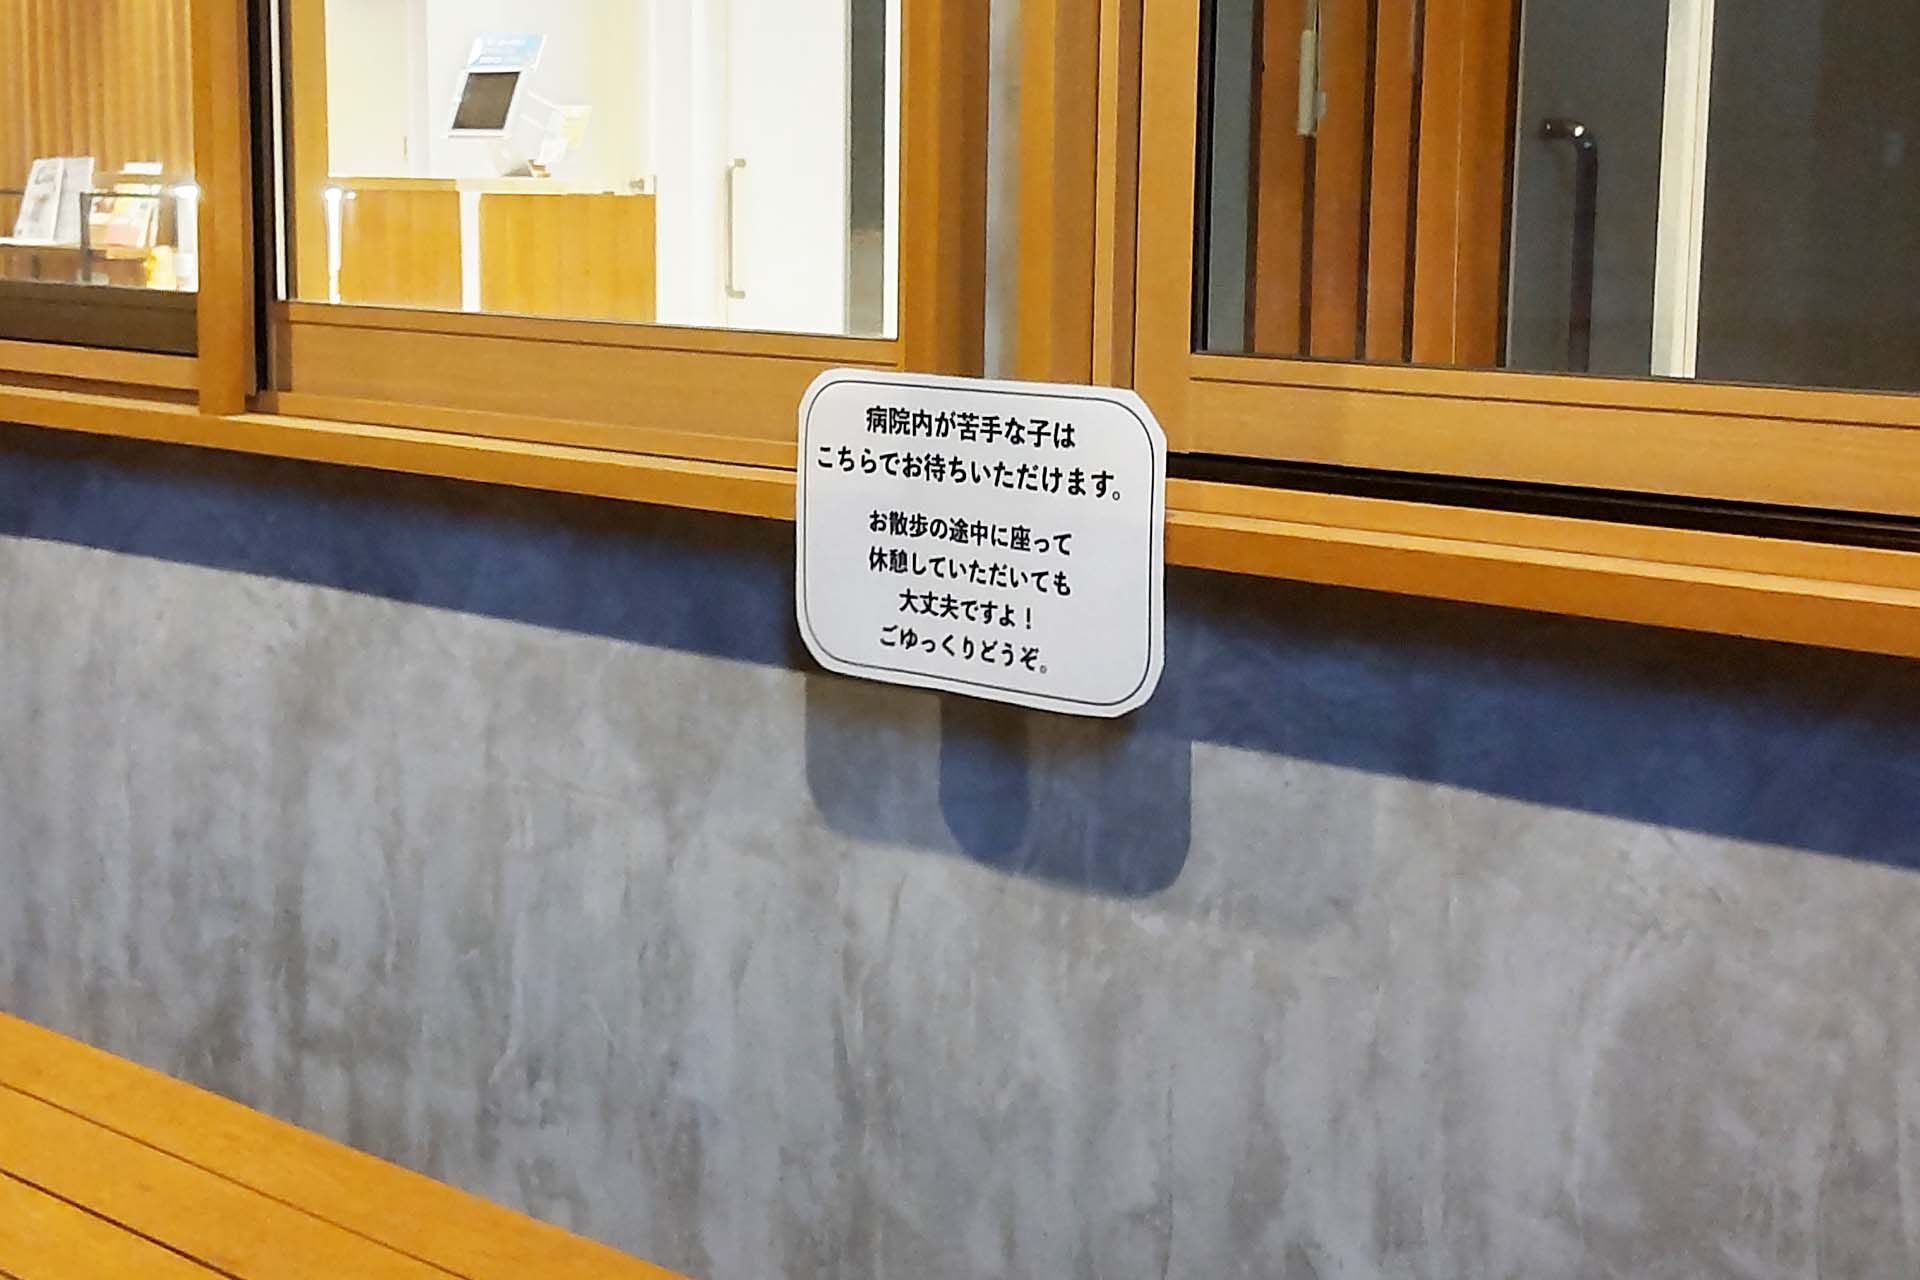 病院内が苦手な子は
こちらでお待ちいただけます。
お散歩の途中に座って
休憩していただいても
大丈夫ですよ！
ごゆっくりどうぞ。